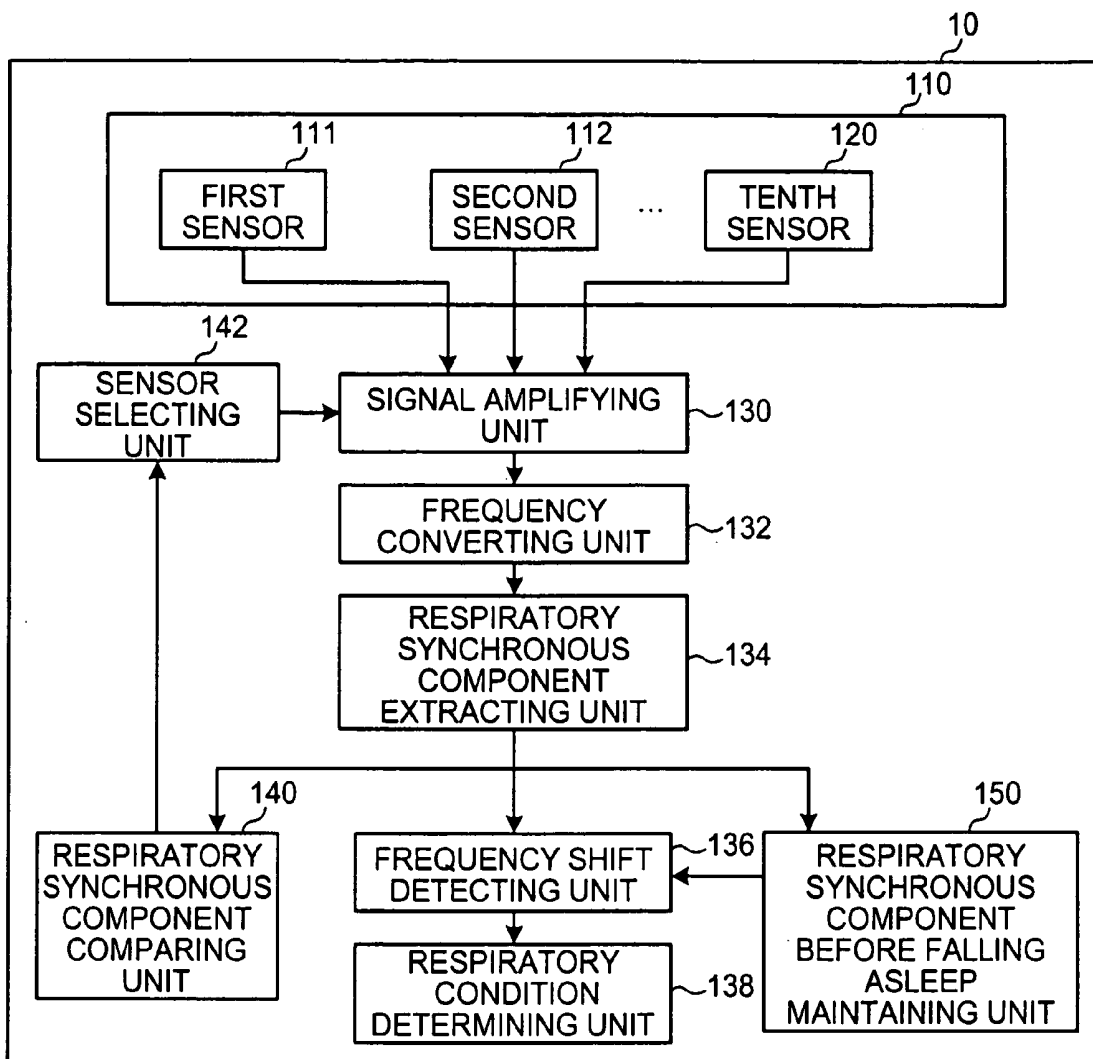 10
110
111
112
120
FIRST
SENSOR
SECOND
SENSOR
...
TENTH
SENSOR
142
SENSOR
SELECTING
UNIT
SIGNAL AMPLIFYING
UNIT
130
FREQUENCY
CONVERTING UNIT
132
RESPIRATORY
SYNCHRONOUS
COMPONENT
EXTRACTING UNIT
134
140
RESPIRATORY
SYNCHRONOUS
COMPONENT
COMPARING
UNIT
FREQUENCY SHIFT
DETECTING UNIT
136
150
RESPIRATORY
SYNCHRONOUS
COMPONENT
BEFORE FALLING
ASLEEP
MAINTAINING UNIT
RESPIRATORY
CONDITION
DETERMINING UNIT
138